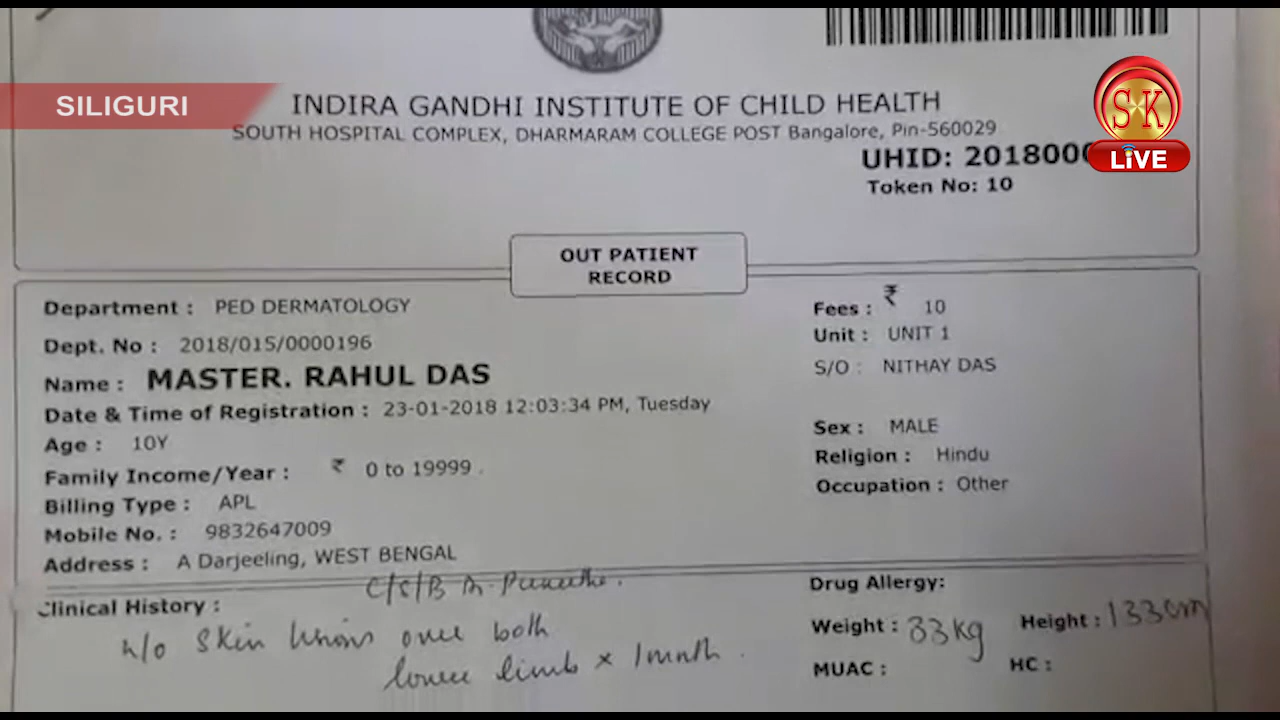 SILIGURI
SK
LiVE
INDIRA GANDHI INSTITUTE OF CHILD HEALTH
SOUTH HOSPITAL COMPLEX, DHARMARAM COLLEGE POST Bangalore, Pin-560029
UHID: 2018000
Token No: 10
OUT PATIENT
RECORD
Department : PED DERMATOLOGY
Fees : ₹ 10
Dept. No : 2018/015/0000196
Unit : UNIT 1
Name : MASTER. RAHUL DAS
S/O : NITHAY DAS
Date & Time of Registration : 23-01-2018 12:03:34 PM, Tuesday
Age : 10Y
Sex : MALE
Family Income/Year : ₹ 0 to 19999 .
Religion : Hindu
Billing Type : APL
Occupation : Other
Mobile No. : 9832647009
Address : A Darjeeling, WEST BENGAL
C/S/B Dr.
Clinical History :
Drug Allergy:
h/o skin lesions over both
Weight : 33kg Height : 133cm
lower limb × 1 month .
MUAC : HC :